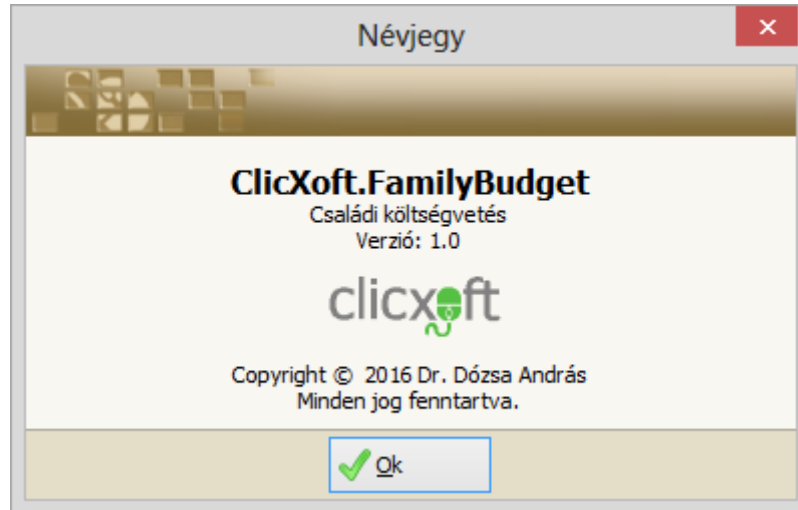 Névjegy
ClicXoft.FamilyBudget
Családi költségvetés
Verzió: 1.0
clicxoft
Copyright © 2016 Dr. Dózsa András
Minden jog fenntartva.
Ok